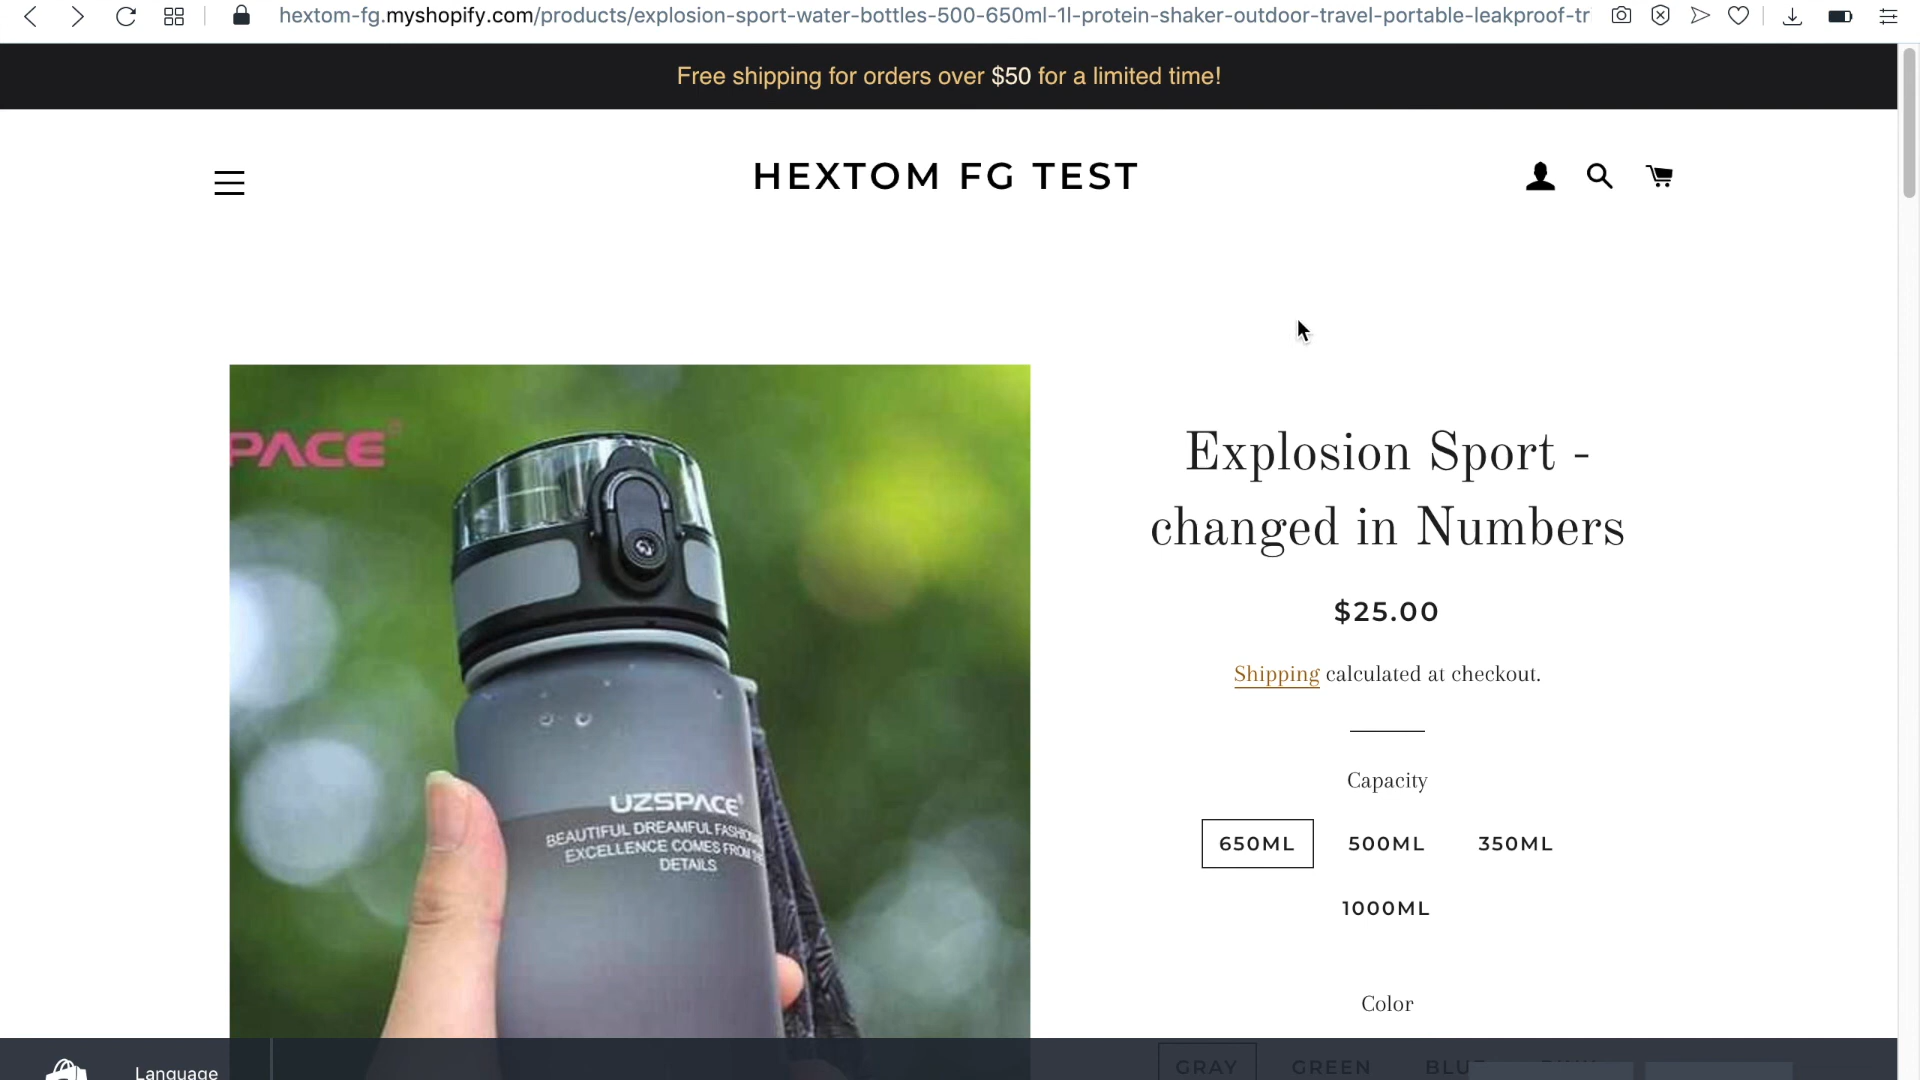 hextom-fg.myshopify.com/products/explosion-sport-water-bottles-500-650ml-1l-protein-shaker-outdoor-travel-portable-leakproof-tr
Free shipping for orders over $50 for a limited time!
HEXTOM FG TEST
PACE
Explosion Sport -
changed in Numbers
$25.00
Shipping calculated at checkout.
UZSPACE
BEAUTIFUL DREAMFUL
EXCELLENCE COMES FROM
DETAILS
Capacity
650ML 500ML 350ML
1000ML
Color
GRAY GREEN
Language